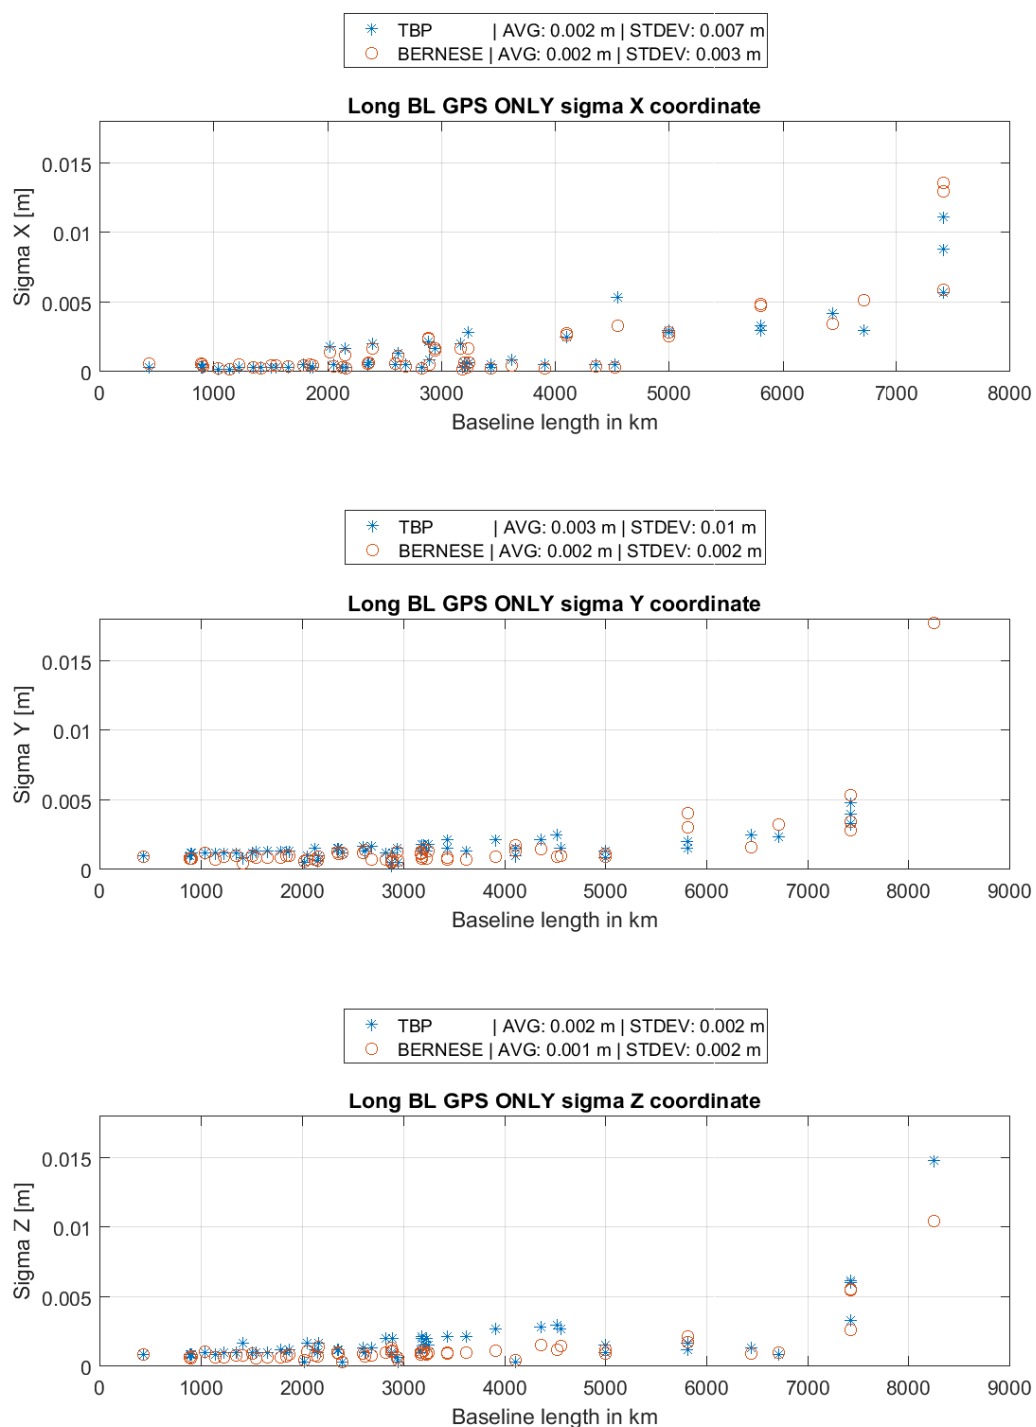 TBP | AVG: 0.002 m | STDEV: 0.007 m
BERNESE | AVG: 0.002 m | STDEV: 0.003 m
Long BL GPS ONLY sigma X coordinate
0.015
0.01
0.005
0
Sigma X [m]
0 1000 2000 3000 4000 5000 6000 7000 8000
Baseline length in km
TBP | AVG: 0.003 m | STDEV: 0.01 m
BERNESE | AVG: 0.002 m | STDEV: 0.002 m
Long BL GPS ONLY sigma Y coordinate
0.015
0.01
0.005
0
Sigma Y [m]
0 1000 2000 3000 4000 5000 6000 7000 8000 9000
Baseline length in km
TBP | AVG: 0.002 m | STDEV: 0.002 m
BERNESE | AVG: 0.001 m | STDEV: 0.002 m
Long BL GPS ONLY sigma Z coordinate
0.015
0.01
0.005
0
Sigma Z [m]
0 1000 2000 3000 4000 5000 6000 7000 8000 9000
Baseline length in km